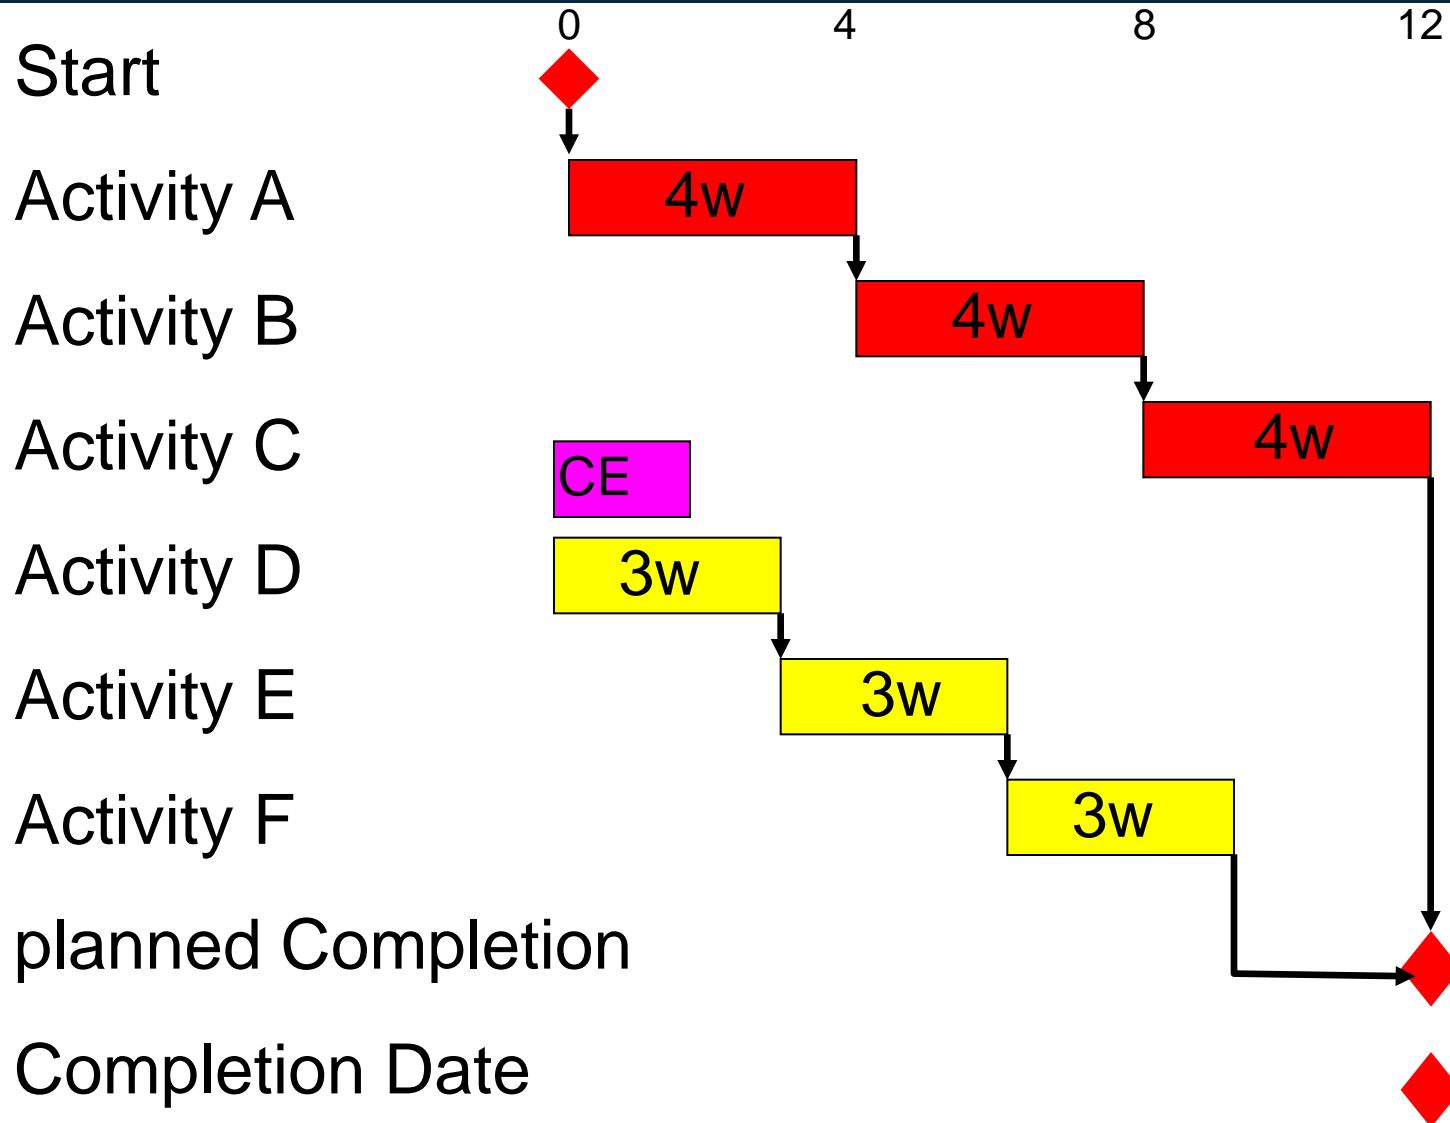 0 4 8 12
Start
Activity A 4w
Activity B 4w
Activity C 4w
CE
Activity D 3w
Activity E 3w
Activity F 3w
planned Completion
Completion Date